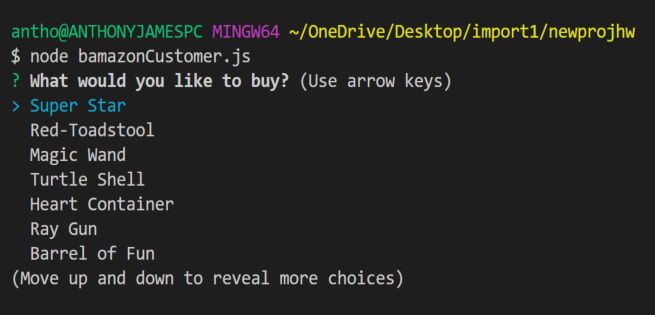 antho@ANTHONYJAMESPC MINGW64 ~/OneDrive/Desktop/import1/newprojhw
$ node bamazonCustomer.js
? What would you like to buy? (Use arrow keys)
> Super Star
Red-Toadstool
Magic Wand
Turtle Shell
Heart Container
Ray Gun
Barrel of Fun
(Move up and down to reveal more choices)